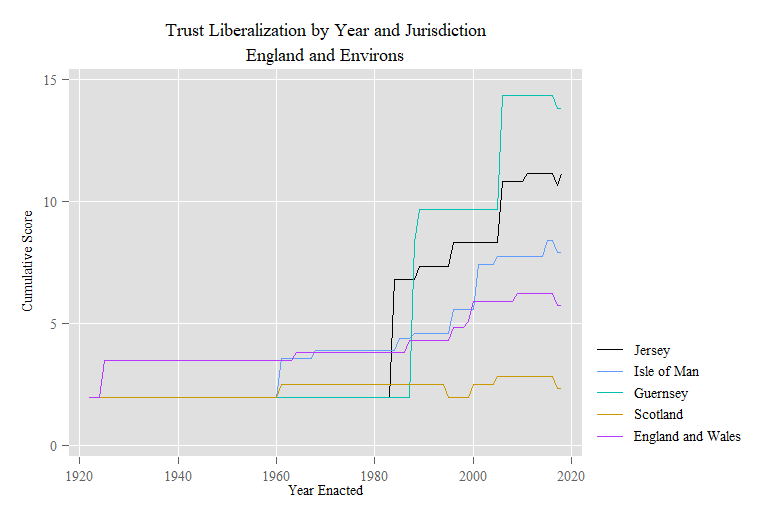 Trust Liberalization by Year and Jurisdiction
England and Environs
15
10
5
0
Cumulative Score
1920
1940
1960
1980
2000
2020
Year Enacted
Jersey
Isle of Man
Guernsey
Scotland
England and Wales